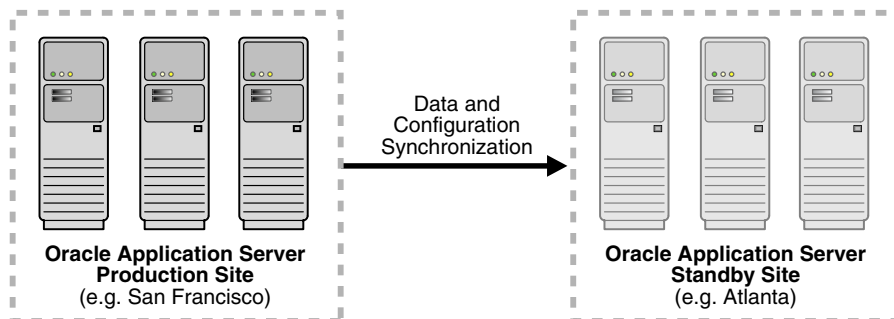 Data and
Configuration
Synchronization
Oracle Application Server
Production Site
(e.g. San Francisco)
Oracle Application Server
Standby Site
(e.g. Atlanta)